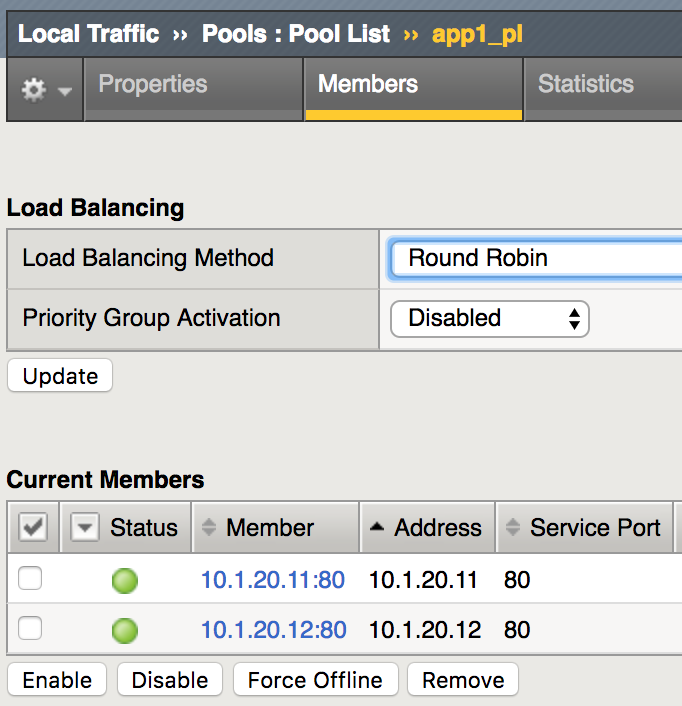 Local Traffic ›› Pools : Pool List ›› app1_pl
Properties Members Statistics
Load Balancing
Load Balancing Method Round Robin
Priority Group Activation Disabled
Update
Current Members
Status Member Address Service Port
10.1.20.11:80 10.1.20.11 80
10.1.20.12:80 10.1.20.12 80
Enable Disable Force Offline Remove